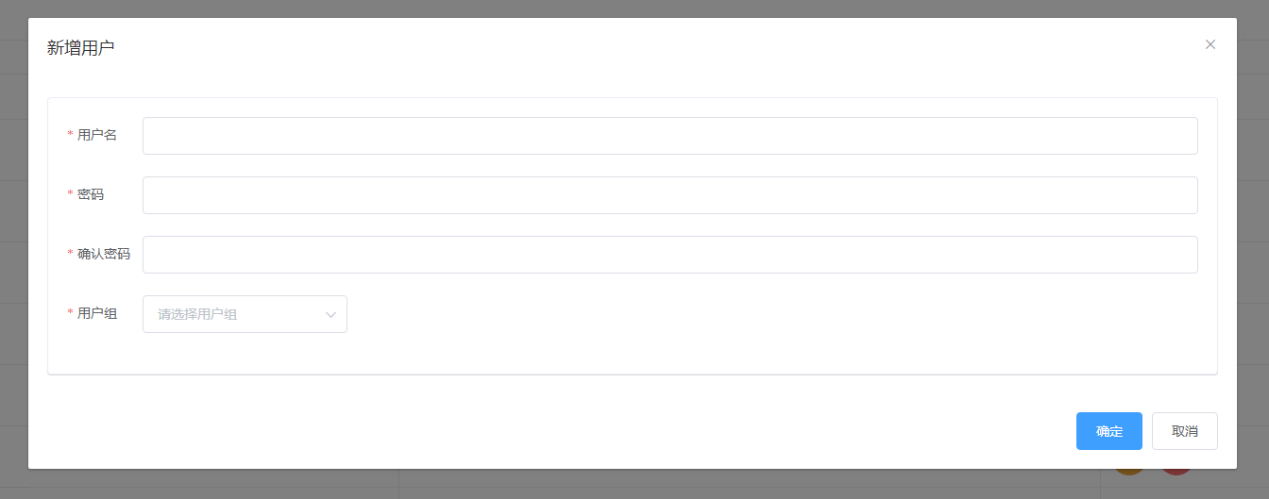 新增用户
* 用户名
* 密码
* 确认密码
* 用户组
请选择用户组
确定
取消